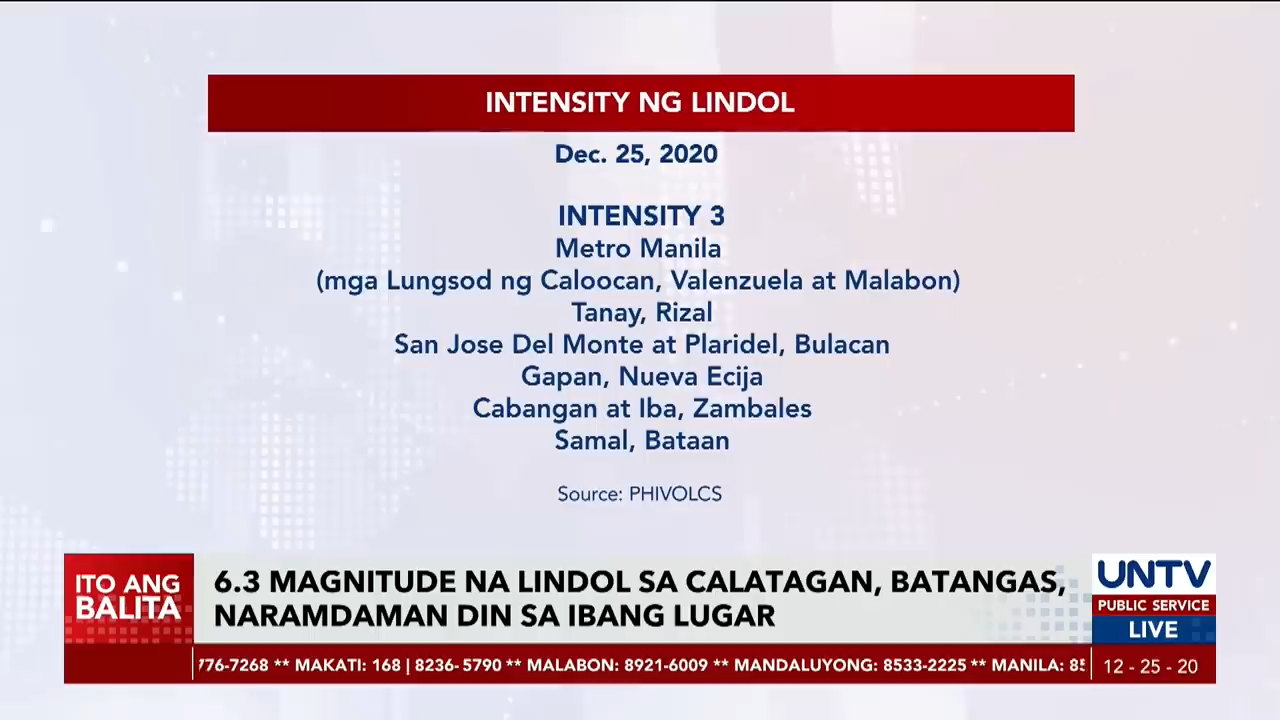 INTENSITY NG LINDOL
Dec. 25, 2020
INTENSITY 3
Metro Manila
(mga Lungsod ng Caloocan, Valenzuela at Malabon)
Tanay, Rizal
San Jose Del Monte at Plaridel, Bulacan
Gapan, Nueva Ecija
Cabangan at Iba, Zambales
Samal, Bataan
Source: PHIVOLCS
ITO ANG
BALITA
6.3 MAGNITUDE NA LINDOL SA CALATAGAN, BATANGAS,
NARAMDAMAN DIN SA IBANG LUGAR
UNTV
PUBLIC SERVICE
LIVE
776-7268 ** MAKATI: 168 | 8236- 5790 ** MALABON: 8921-6009 ** MANDALUYONG: 8533-2225 ** MANILA:
12 - 25 - 20